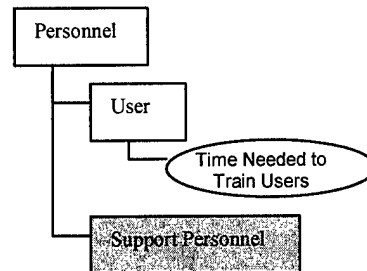 Personnel
User
Time Needed to
Train Users
Support Personnel